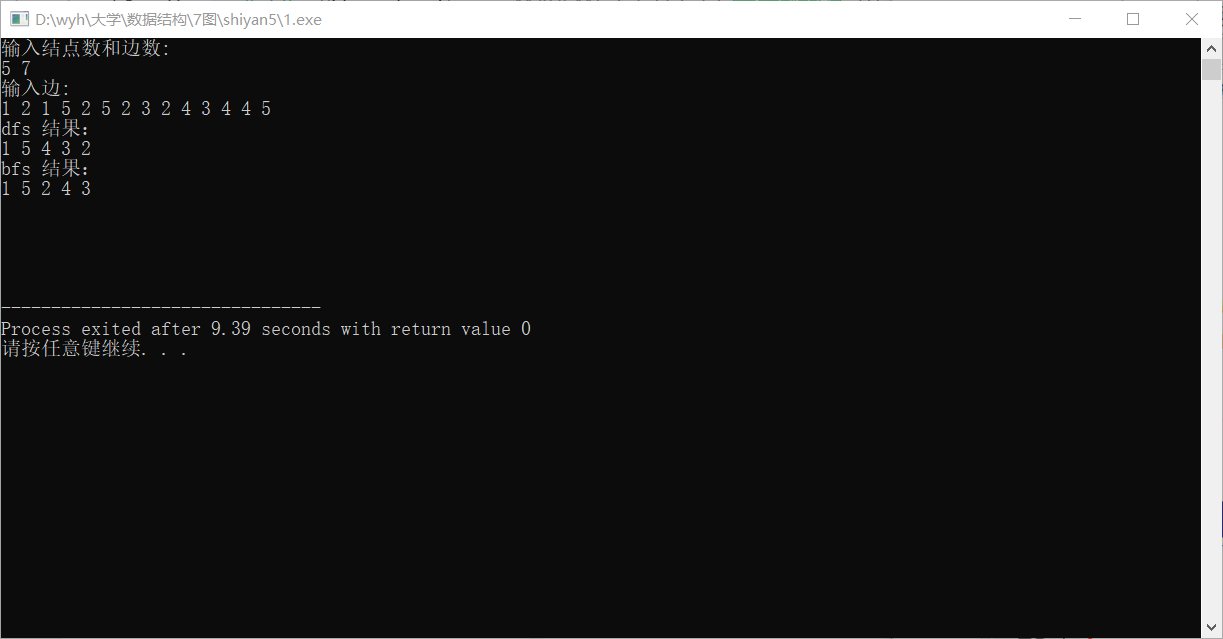 D:\wyh\大学\数据结构\7图\shiyan5\1.exe
输入结点数和边数:
5 7
输入边:
1 2 1 5 2 5 2 3 2 4 3 4 4 5
dfs 结果:
1 5 4 3 2
bfs 结果:
1 5 2 4 3
--------------------------------
Process exited after 9.39 seconds with return value 0
请按任意键继续. . .